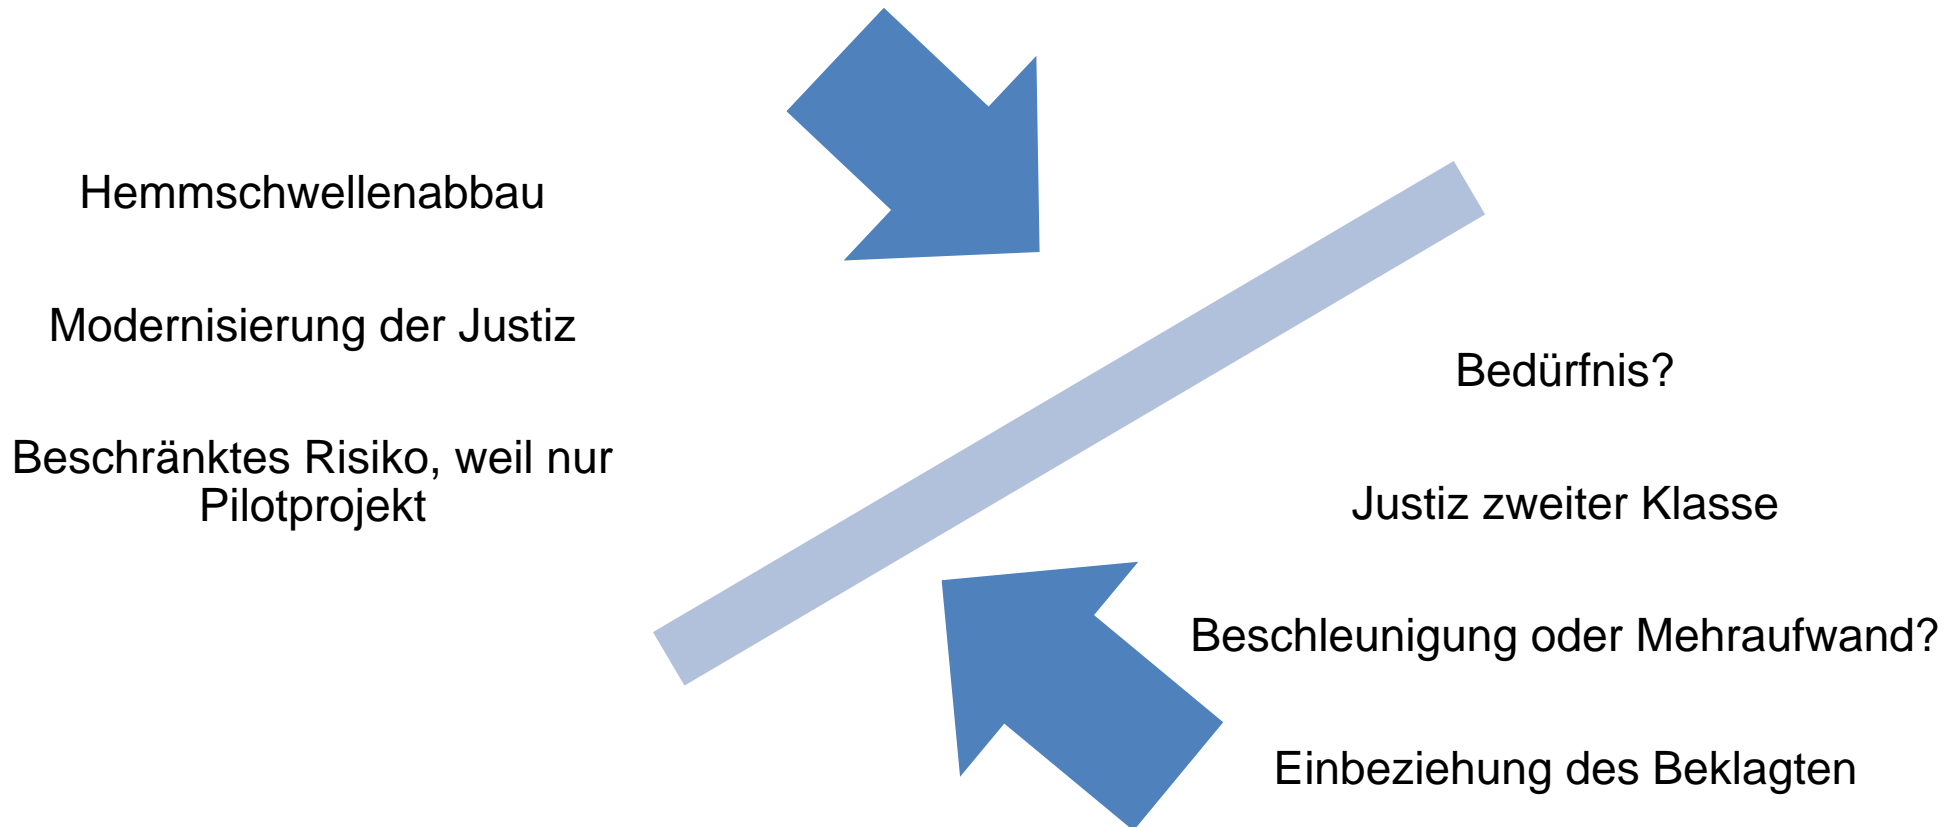 Hemmschwellenabbau
Modernisierung der Justiz
Beschränktes Risiko, weil nur
Pilotprojekt
Bedürfnis?
Justiz zweiter Klasse
Beschleunigung oder Mehraufwand?
Einbeziehung des Beklagten